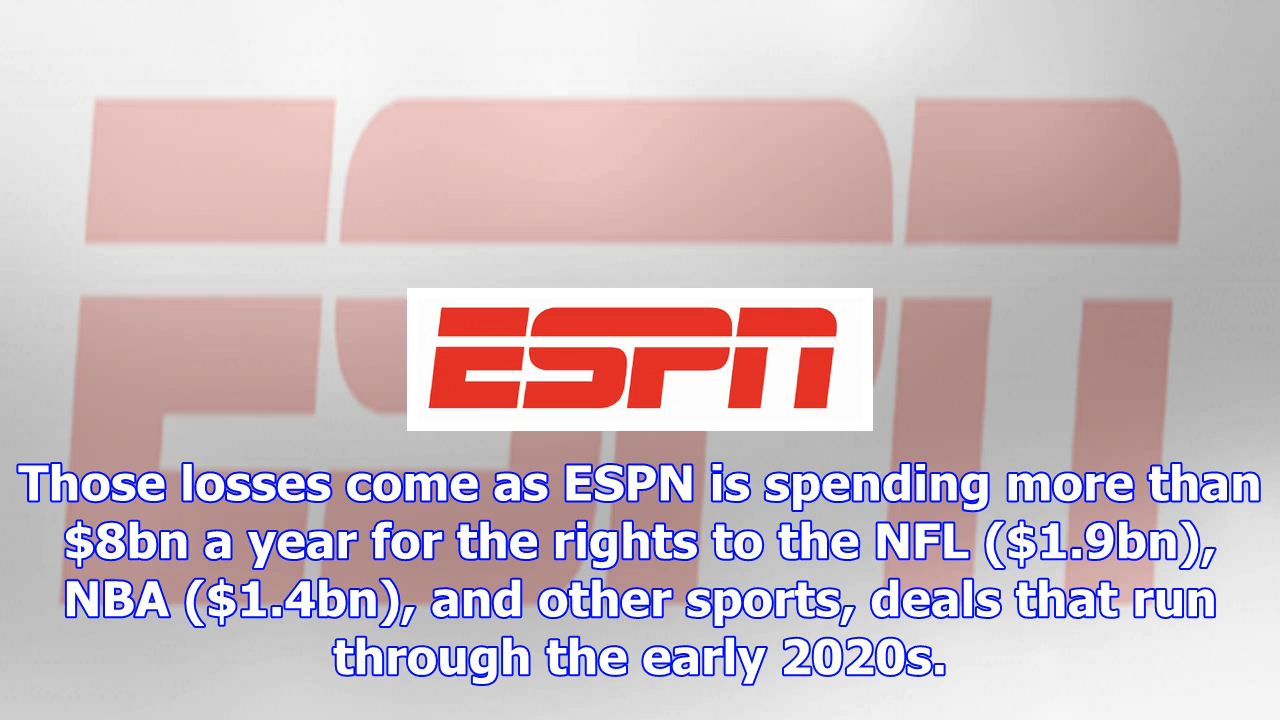 ESPN
Those losses come as ESPN is spending more than
$8bn a year for the rights to the NFL ($1.9bn),
NBA ($1.4bn), and other sports, deals that run
through the early 2020s.